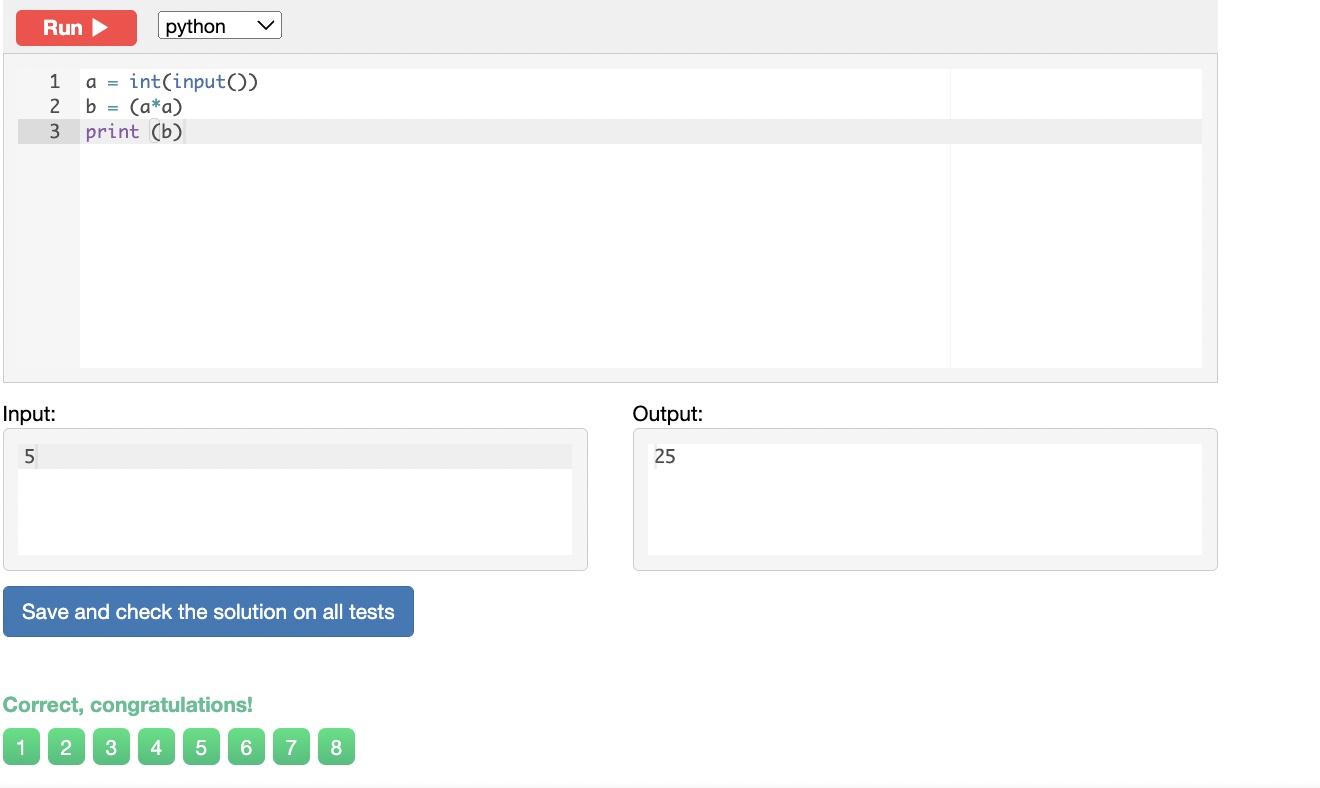 Run ▶ python
1 a = int(input())
2 b = (a*a)
3 print (b)
Input: Output:
5 25
Save and check the solution on all tests
Correct, congratulations!
1 2 3 4 5 6 7 8